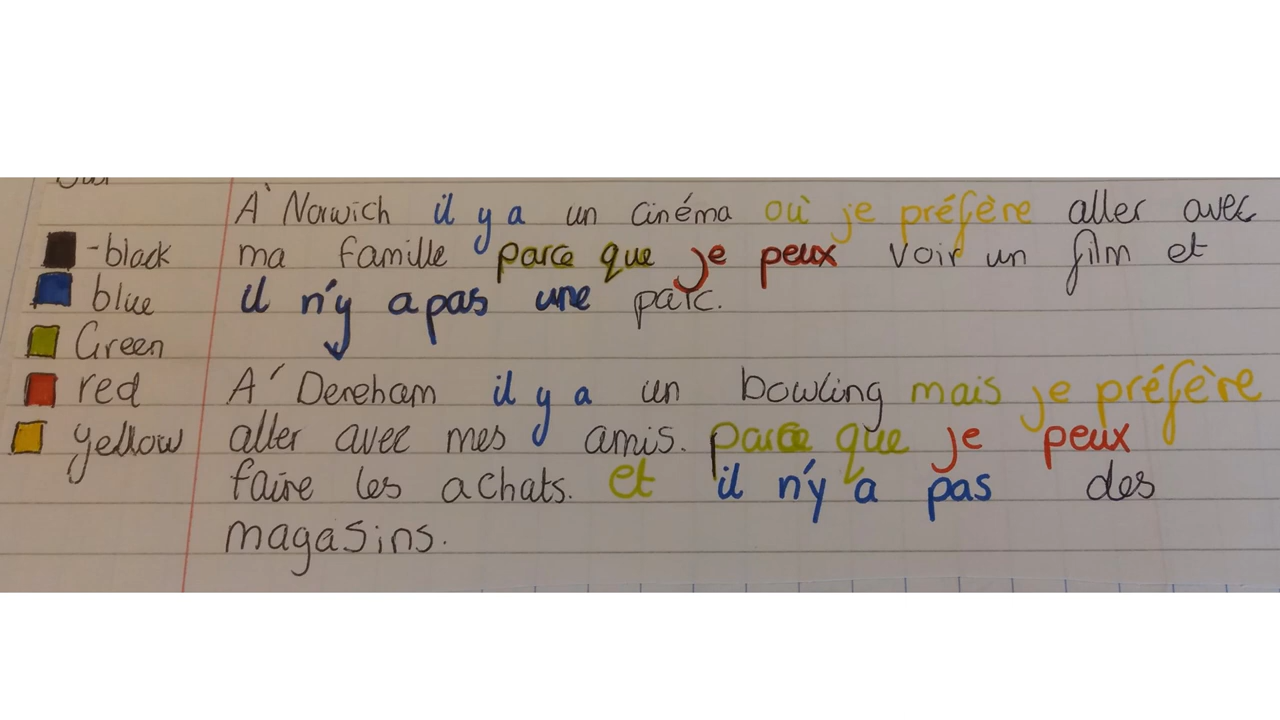 À Norwich il y a un cinéma où je préfère aller avec
-black ma famille parce que je peux voir un film et
blue il n'y a pas une parc.
Green
red A' Dereham il y a un bowling mais je préfère
yellow aller avec mes amis. parce que je peux
faire les achats. et il n'y a pas des
magasins.